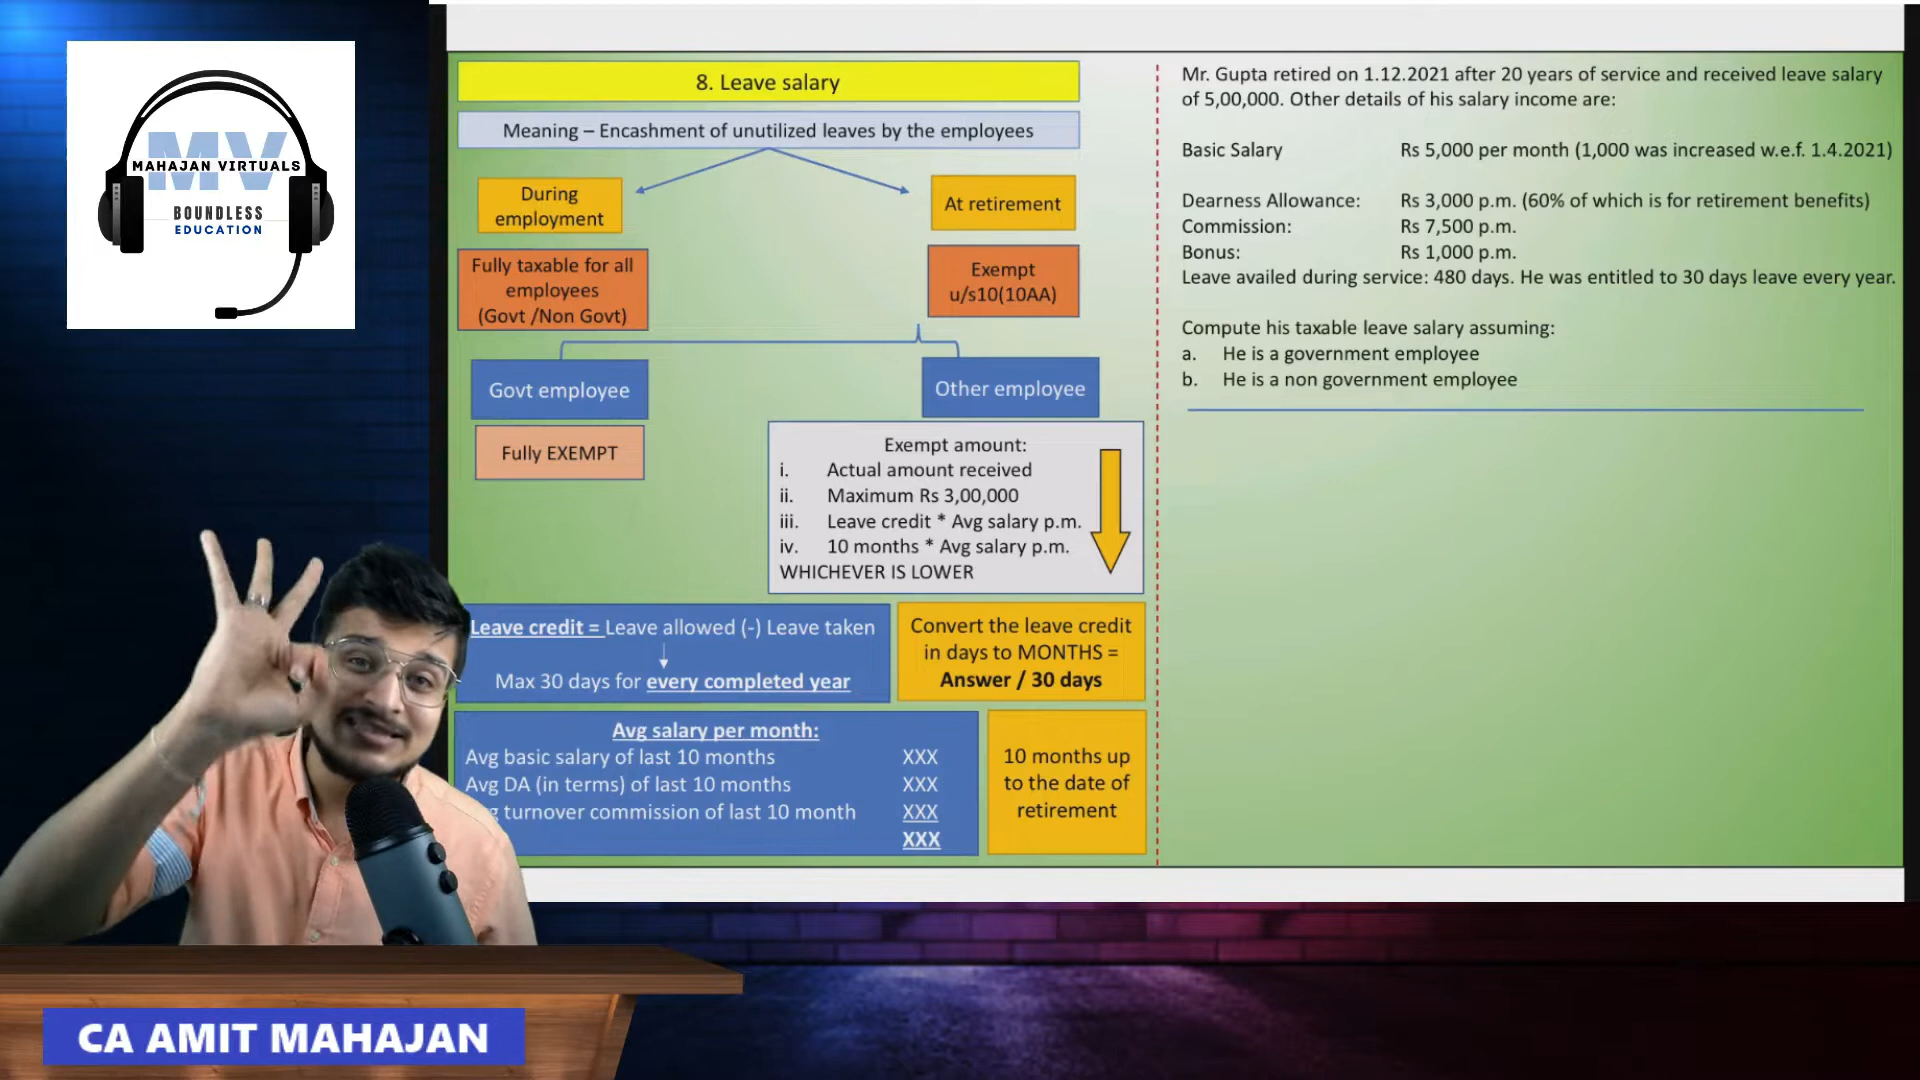 MAHAJAN VIRTUALS
MV
BOUNDLESS
EDUCATION
8. Leave salary
Meaning – Encashment of unutilized leaves by the employees
During
employment
At retirement
Fully taxable for all
employees
(Govt /Non Govt)
Exempt
u/s10(10AA)
Govt employee
Other employee
Fully EXEMPT
Exempt amount:
i. Actual amount received
ii. Maximum Rs 3,00,000
iii. Leave credit * Avg salary p.m.
iv. 10 months * Avg salary p.m.
WHICHEVER IS LOWER
Leave credit = Leave allowed (-) Leave taken
Max 30 days for every completed year
Convert the leave credit
in days to MONTHS =
Answer / 30 days
Avg salary per month:
Avg basic salary of last 10 months XXX
Avg DA (in terms) of last 10 months XXX
turnover commission of last 10 month XXX
XXX
10 months up
to the date of
retirement
Mr. Gupta retired on 1.12.2021 after 20 years of service and received leave salary
of 5,00,000. Other details of his salary income are:
Basic Salary Rs 5,000 per month (1,000 was increased w.e.f. 1.4.2021)
Dearness Allowance: Rs 3,000 p.m. (60% of which is for retirement benefits)
Commission: Rs 7,500 p.m.
Bonus: Rs 1,000 p.m.
Leave availed during service: 480 days. He was entitled to 30 days leave every year.
Compute his taxable leave salary assuming:
a. He is a government employee
b. He is a non government employee
CA AMIT MAHAJAN